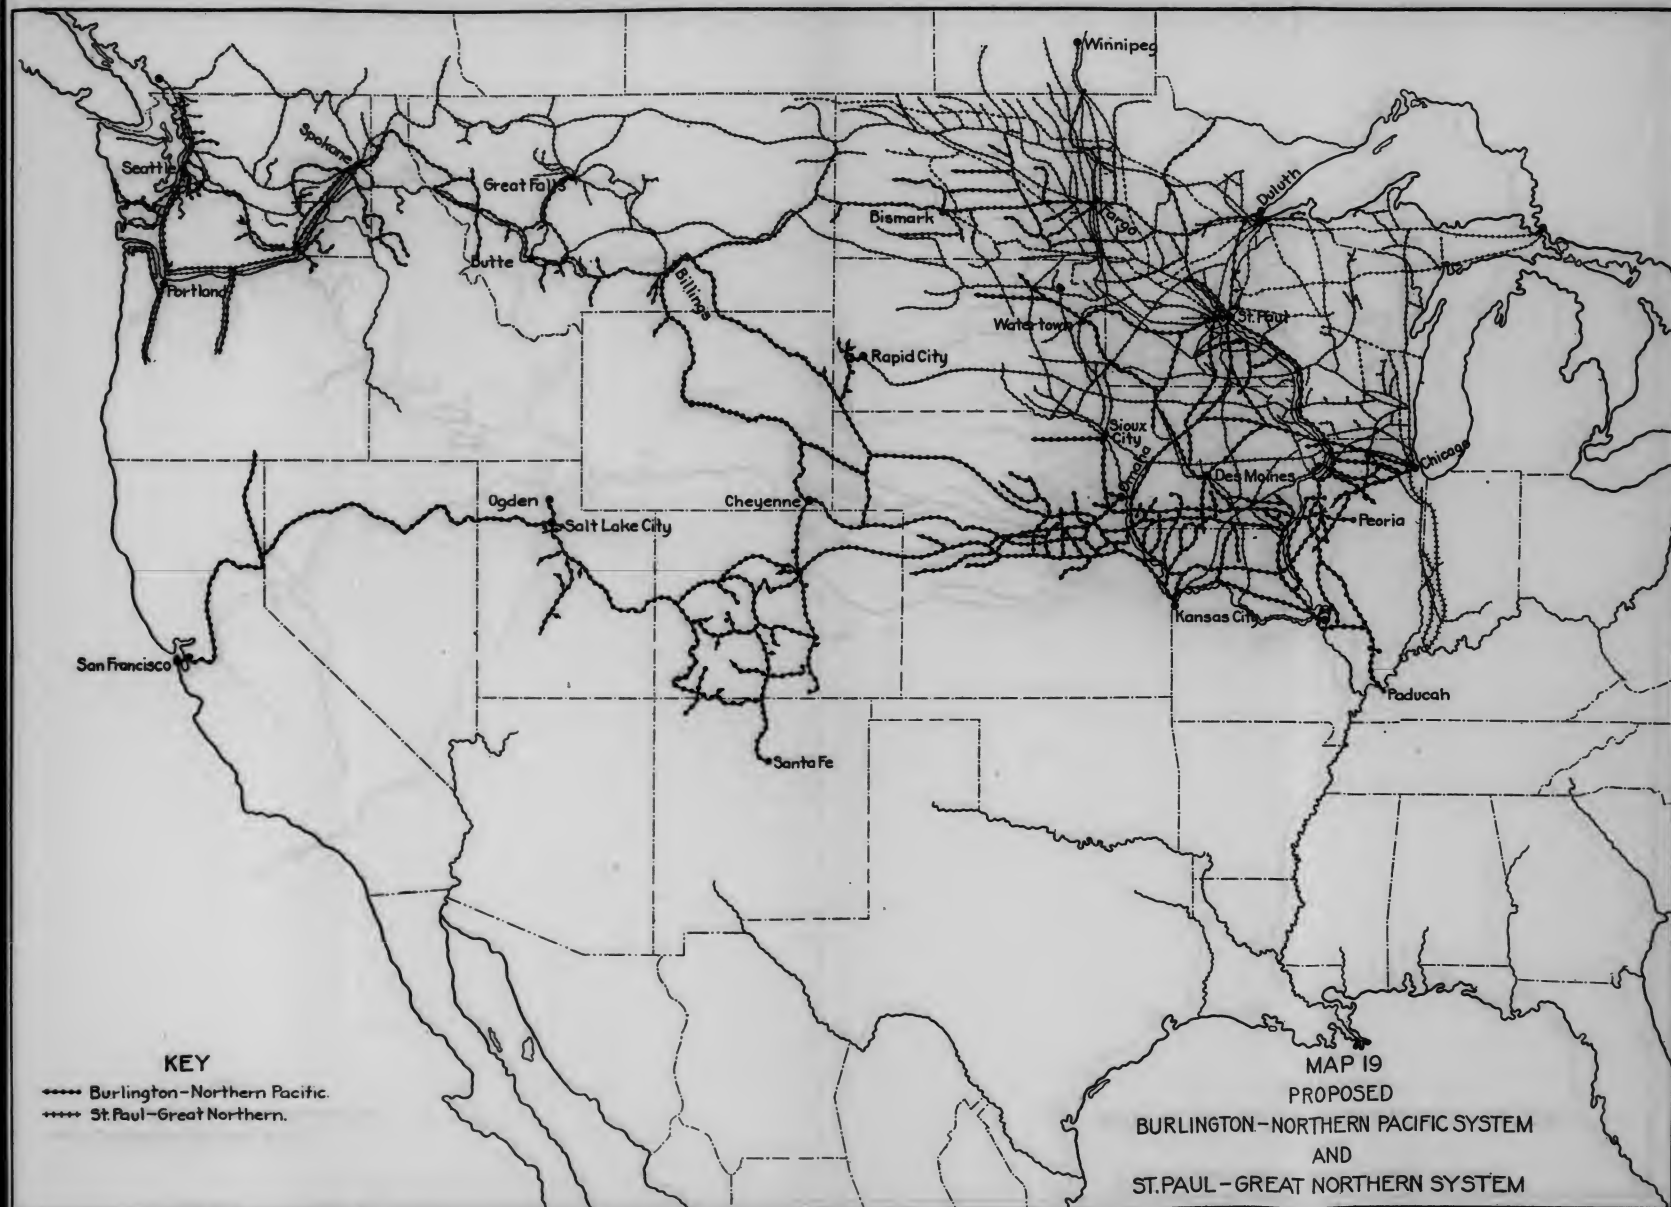 Winnipeg
Spokane
Seattle
Great Falls
Duluth
Bismark
Fargo
Butte
Billings
Portland
St. Paul
Watertown
Rapid City
Sioux
City
Omaha
Chicago
Des Moines
Ogden
Cheyenne
Salt Lake City
Peoria
Kansas City
San Francisco
Paducah
Santa Fe
KEY
Burlington-Northern Pacific.
St. Paul-Great Northern.
MAP 19
PROPOSED
BURLINGTON-NORTHERN PACIFIC SYSTEM
AND
ST. PAUL-GREAT NORTHERN SYSTEM